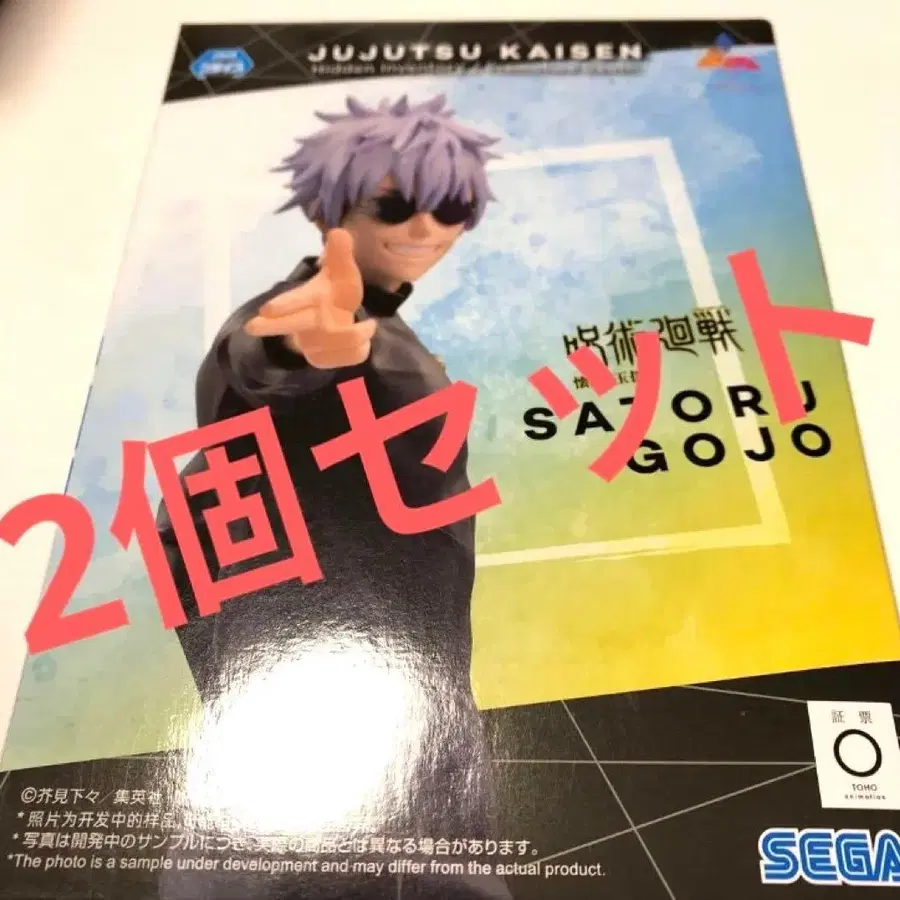 JUJUTSU KAISEN
Hidden Inventory / Premature Death
呪術廻戦
SATORU
GOJO
2個セット
証票
TOHO
animation
©芥見下々／集英社
*照片为开发中的样品
*写真は開発中のサンプルにつき、実際の商品とは異なる場合があります。
*The photo is a sample under development and may differ from the actual product.
SEGA